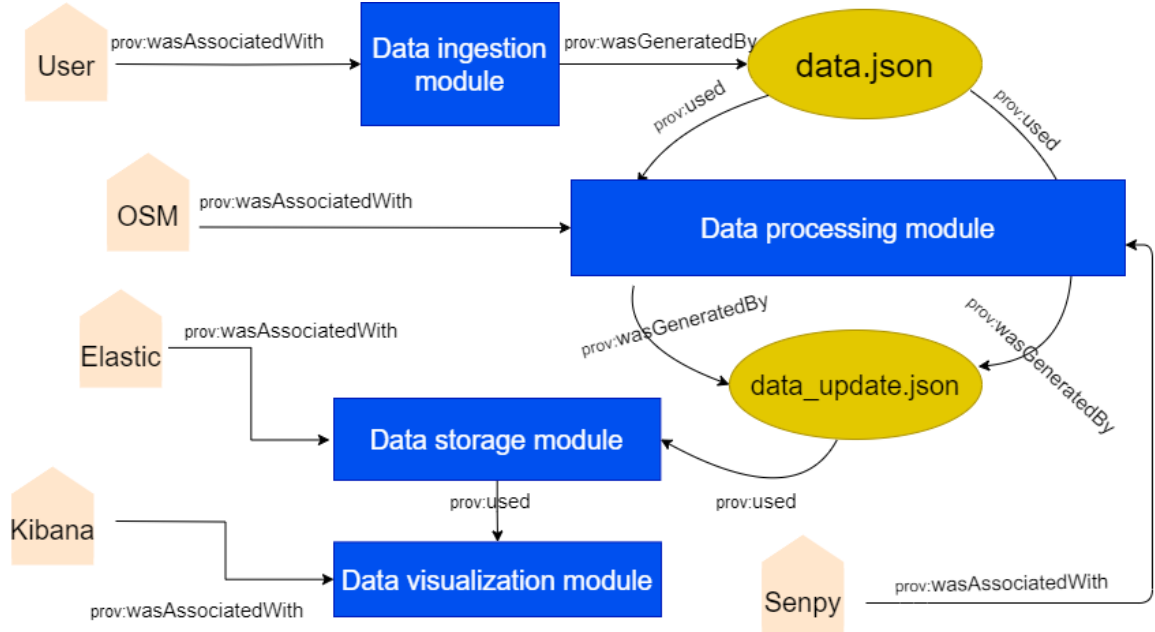 User
prov:wasAssociatedWith
Data ingestion
module
prov:wasGeneratedBy
data.json
prov:used
prov:used
OSM
prov:wasAssociatedWith
Data processing module
Elastic
prov:wasAssociatedWith
prov:wasGeneratedBy
prov:wasGeneratedBy
data_update.json
Data storage module
prov:used
prov:used
Kibana
prov:wasAssociatedWith
Data visualization module
Senpy
prov:wasAssociatedWith